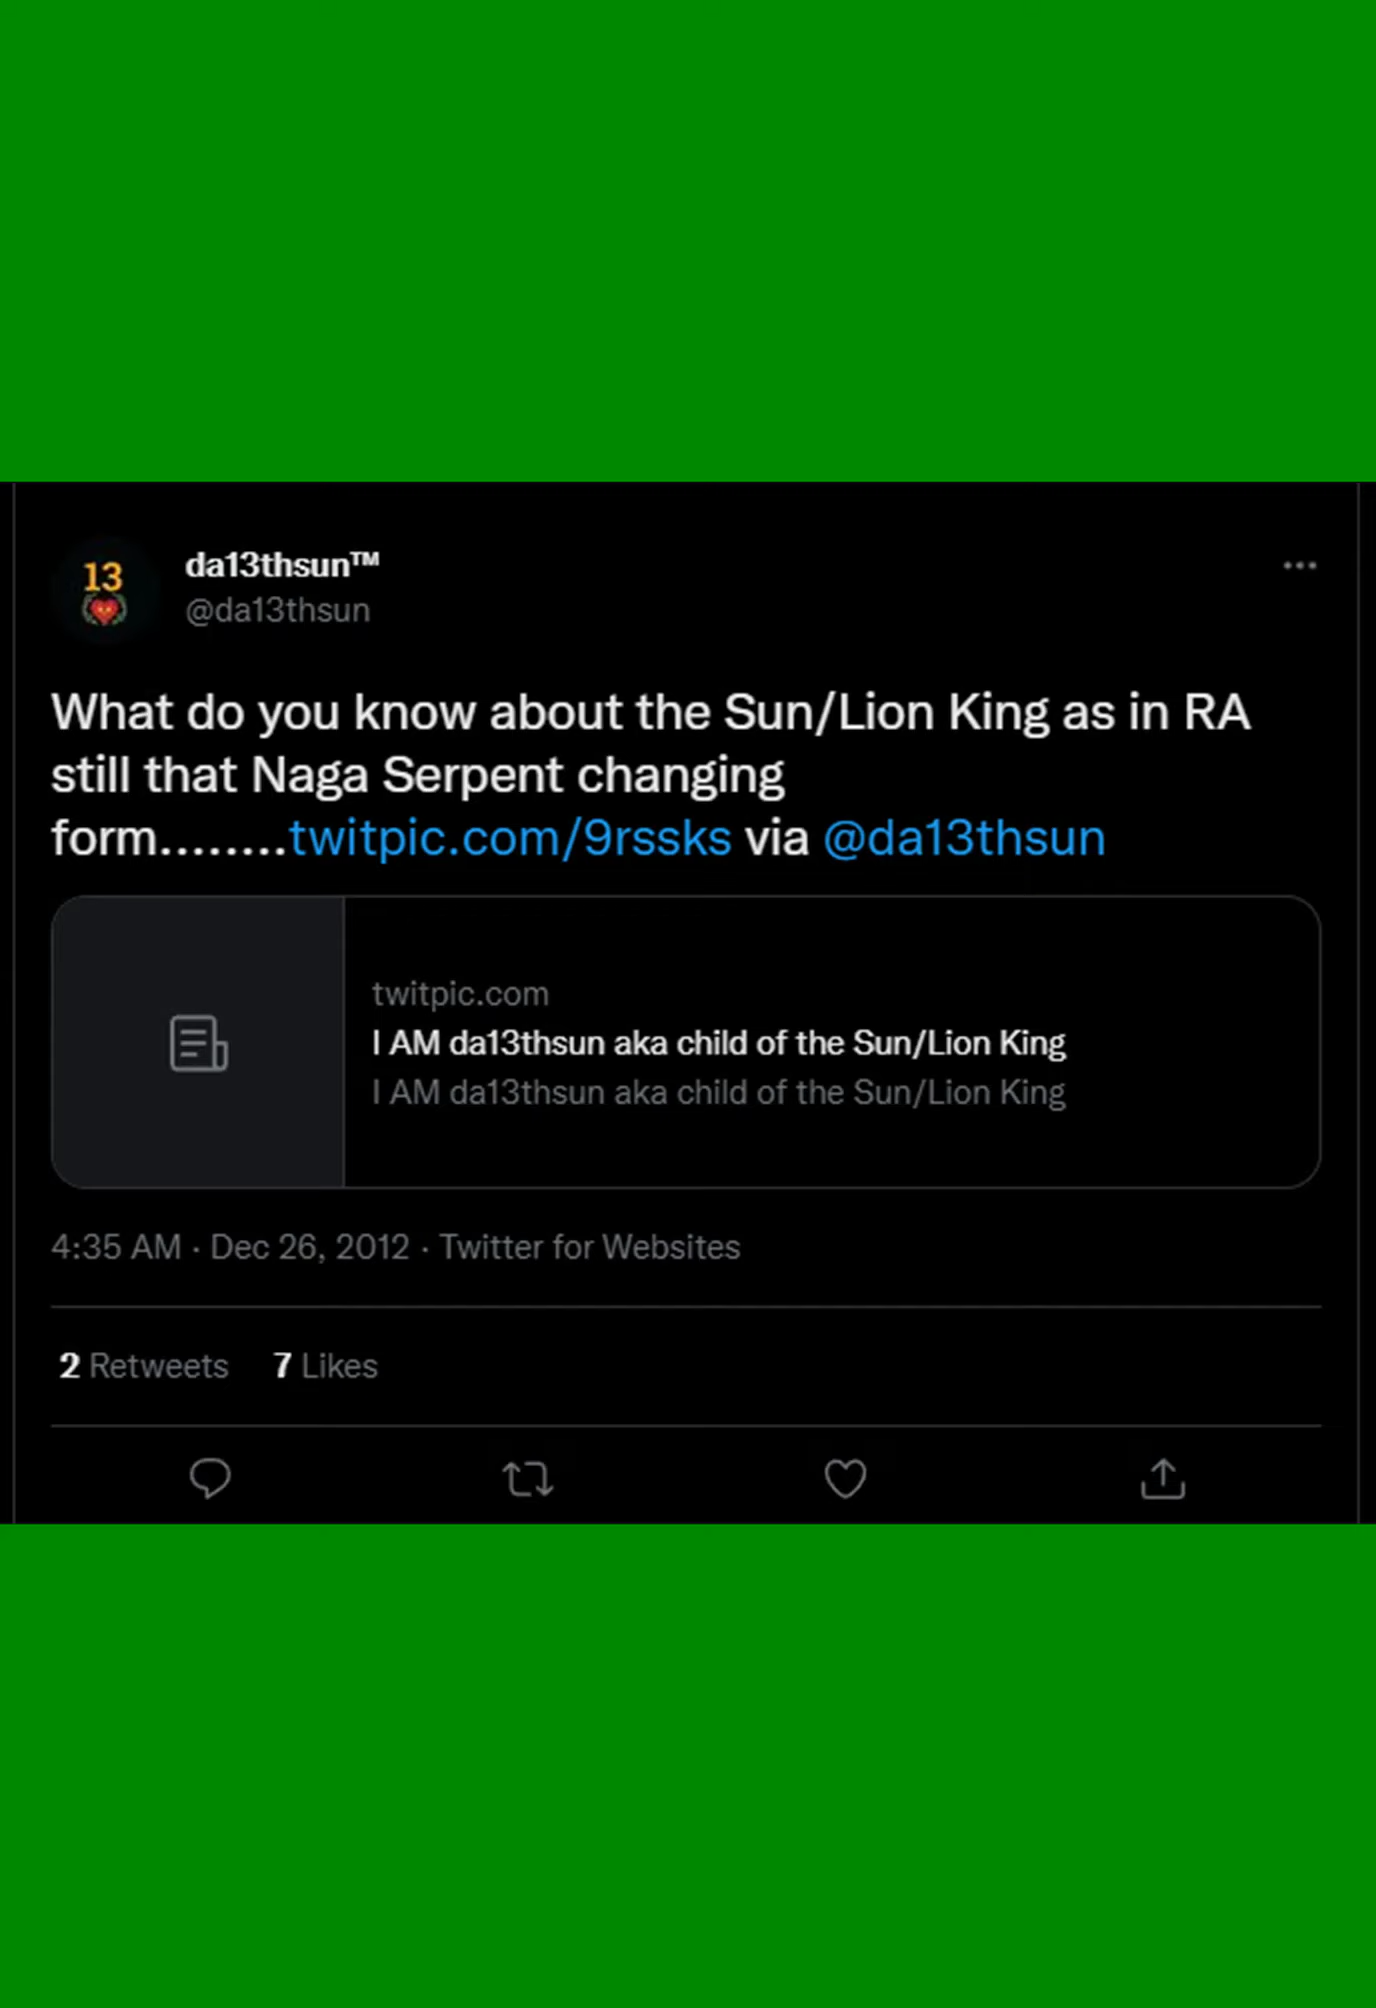 13
da13thsun™
@da13thsun
What do you know about the Sun/Lion King as in RA
still that Naga Serpent changing
form........twitpic.com/9rssks via @da13thsun
twitpic.com
I AM da13thsun aka child of the Sun/Lion King
I AM da13thsun aka child of the Sun/Lion King
4:35 AM · Dec 26, 2012 · Twitter for Websites
2 Retweets 7 Likes